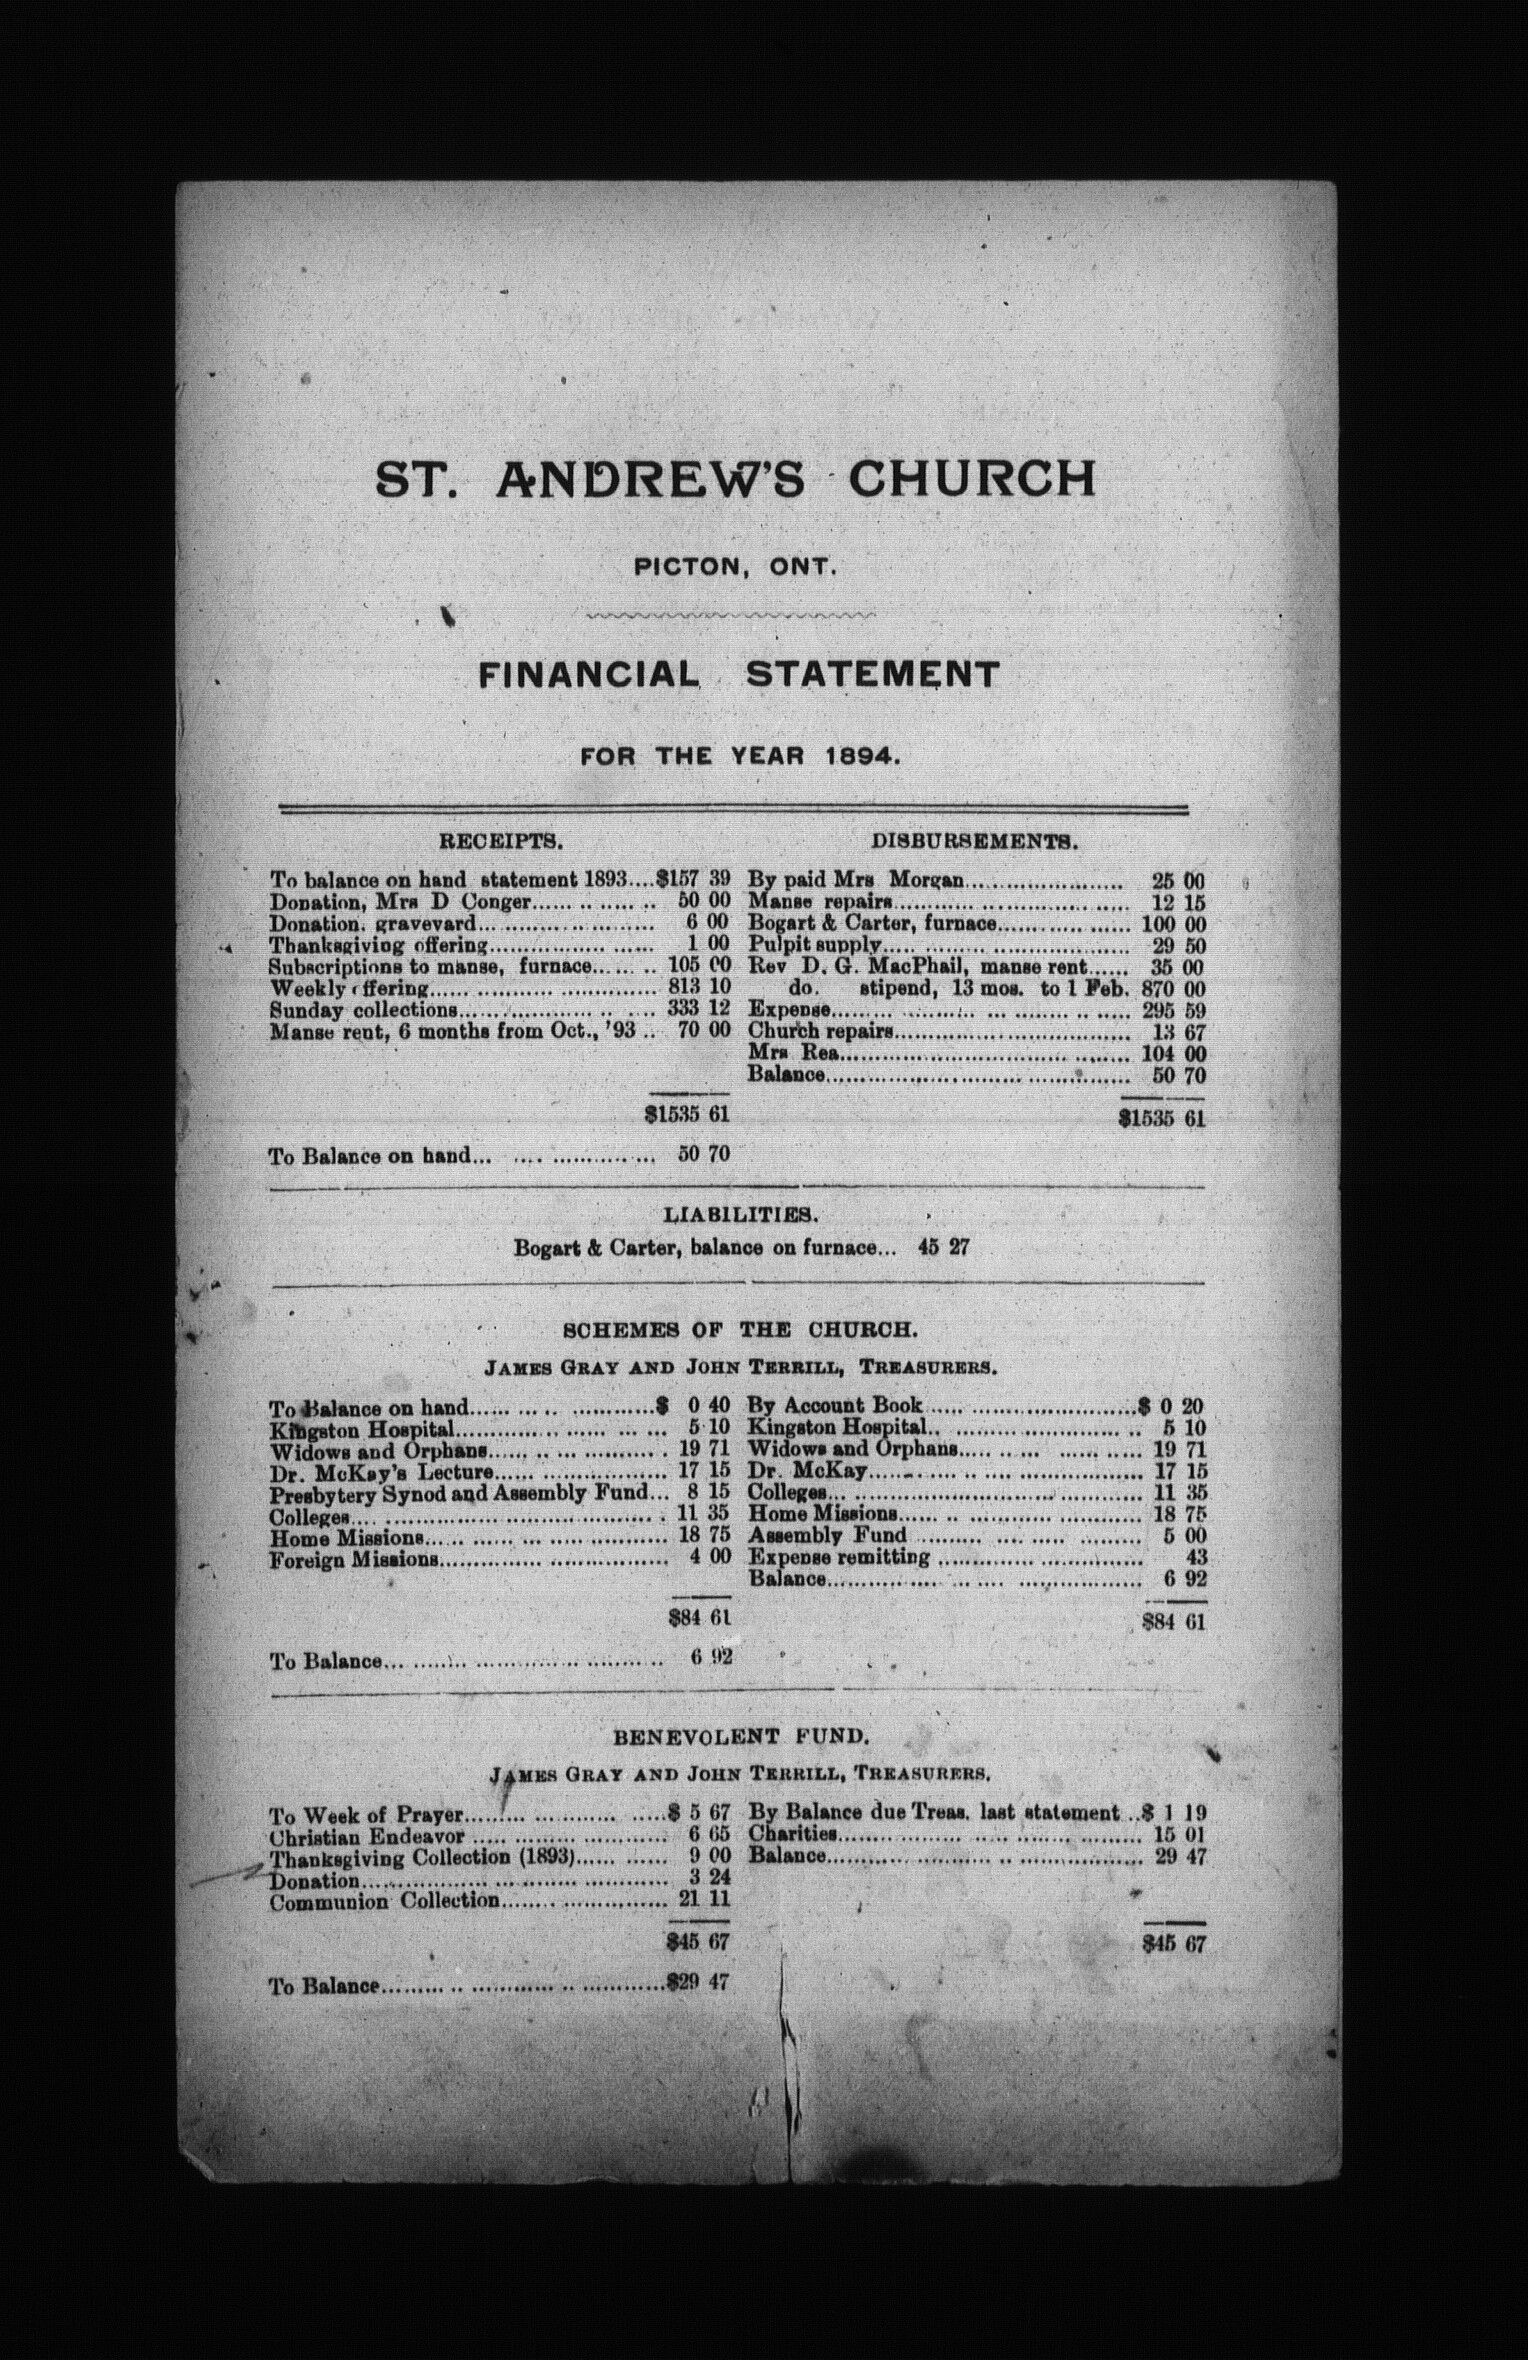 ST. ANDREW'S CHURCH
PICTON, ONT.
FINANCIAL STATEMENT
FOR THE YEAR 1894.
RECEIPTS.
To balance on hand statement 1893....$157 39
Donation, Mrs D Conger........ 50 00
Donation, graveyard........ 6 00
Thanksgiving offering........ 1 00
Subscriptions to manse, furnace........ 105 00
Weekly offering........ 813 10
Sunday collections........ 333 12
Manse rent, 6 months from Oct., '93 .. 70 00
$1535 61
To Balance on hand........ 50 70
DISBURSEMENTS.
By paid Mrs Morgan........ 25 00
Manse repairs........ 12 15
Bogart & Carter, furnace........ 100 00
Pulpit supply........ 29 50
Rev D. G. MacPhail, manse rent...... 35 00
do. stipend, 13 mos. to 1 Feb. 870 00
Expense........ 295 59
Church repairs........ 13 67
Mrs Rea........ 104 00
Balance........ 50 70
$1535 61
LIABILITIES.
Bogart & Carter, balance on furnace... 45 27
SCHEMES OF THE CHURCH.
JAMES GRAY AND JOHN TERRILL, TREASURERS.
To Balance on hand........$ 0 40
Kingston Hospital........ 5 10
Widows and Orphans........ 19 71
Dr. McKay's Lecture........ 17 15
Presbytery Synod and Assembly Fund... 8 15
Colleges........ 11 35
Home Missions........ 18 75
Foreign Missions........ 4 00
$84 61
To Balance........ 6 92
By Account Book........$ 0 20
Kingston Hospital........ 5 10
Widows and Orphans........ 19 71
Dr. McKay........ 17 15
Colleges........ 11 35
Home Missions........ 18 75
Assembly Fund ........ 5 00
Expense remitting ........ 43
Balance........ 6 92
$84 61
BENEVOLENT FUND.
JAMES GRAY AND JOHN TERRILL, TREASURERS.
To Week of Prayer........$ 5 67
Christian Endeavor ........ 6 65
Thanksgiving Collection (1893)........ 9 00
Donation........ 3 24
Communion Collection........ 21 11
$45 67
To Balance........$29 47
By Balance due Treas. last statement ..$ 1 19
Charities........ 15 01
Balance........ 29 47
$45 67